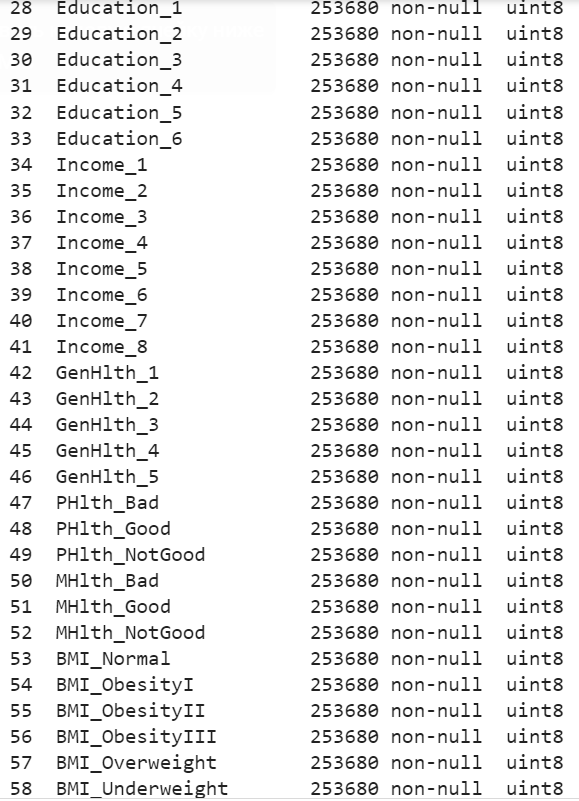 28 Education_1 253680 non-null uint8
29 Education_2 253680 non-null uint8
30 Education_3 253680 non-null uint8
31 Education_4 253680 non-null uint8
32 Education_5 253680 non-null uint8
33 Education_6 253680 non-null uint8
34 Income_1 253680 non-null uint8
35 Income_2 253680 non-null uint8
36 Income_3 253680 non-null uint8
37 Income_4 253680 non-null uint8
38 Income_5 253680 non-null uint8
39 Income_6 253680 non-null uint8
40 Income_7 253680 non-null uint8
41 Income_8 253680 non-null uint8
42 GenHlth_1 253680 non-null uint8
43 GenHlth_2 253680 non-null uint8
44 GenHlth_3 253680 non-null uint8
45 GenHlth_4 253680 non-null uint8
46 GenHlth_5 253680 non-null uint8
47 PHlth_Bad 253680 non-null uint8
48 PHlth_Good 253680 non-null uint8
49 PHlth_NotGood 253680 non-null uint8
50 MHlth_Bad 253680 non-null uint8
51 MHlth_Good 253680 non-null uint8
52 MHlth_NotGood 253680 non-null uint8
53 BMI_Normal 253680 non-null uint8
54 BMI_ObesityI 253680 non-null uint8
55 BMI_ObesityII 253680 non-null uint8
56 BMI_ObesityIII 253680 non-null uint8
57 BMI_Overweight 253680 non-null uint8
58 BMI_Underweight 253680 non-null uint8